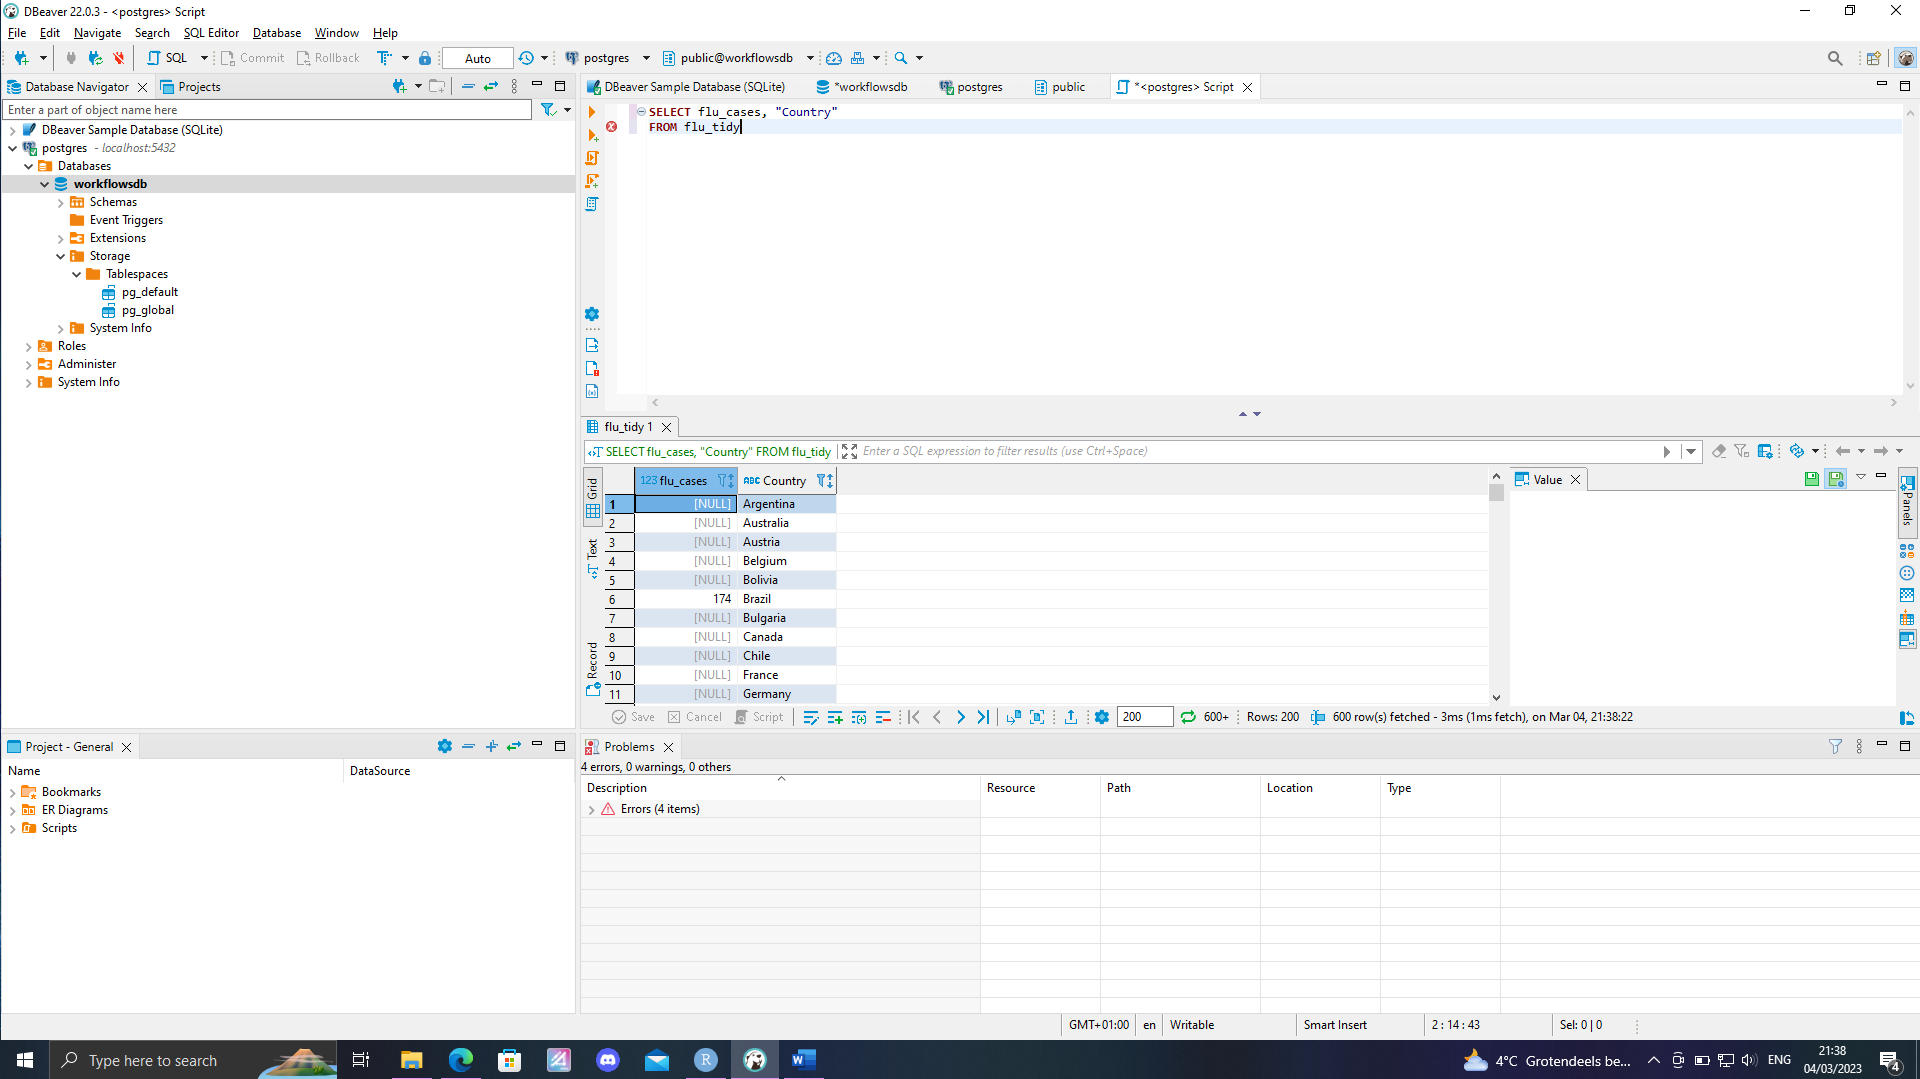 DBeaver 22.0.3 - <postgres> Script
File Edit Navigate Search SQL Editor Database Window Help
SQL Commit Rollback Auto postgres public@workflowsdb
Database Navigator Projects
Enter a part of object name here
DBeaver Sample Database (SQLite)
postgres - localhost:5432
Databases
workflowsdb
Schemas
Event Triggers
Extensions
Storage
Tablespaces
pg_default
pg_global
System Info
Roles
Administer
System Info
DBeaver Sample Database (SQLite) *workflowsdb postgres public *<postgres> Script
SELECT flu_cases, "Country"
FROM flu_tidy
flu_tidy 1
SELECT flu_cases, "Country" FROM flu_tidy Enter a SQL expression to filter results (use Ctrl+Space)
Grid
Text
Record
123 flu_cases ABC Country
1 [NULL] Argentina
2 [NULL] Australia
3 [NULL] Austria
4 [NULL] Belgium
5 [NULL] Bolivia
6 174 Brazil
7 [NULL] Bulgaria
8 [NULL] Canada
9 [NULL] Chile
10 [NULL] France
11 [NULL] Germany
Value
Panels
Save Cancel Script 200 600+ Rows: 200 600 row(s) fetched - 3ms (1ms fetch), on Mar 04, 21:38:22
Project - General
Name DataSource
Bookmarks
ER Diagrams
Scripts
Problems
4 errors, 0 warnings, 0 others
Description Resource Path Location Type
Errors (4 items)
GMT+01:00 en Writable Smart Insert 2 : 14 : 43 Sel: 0 | 0
Type here to search
4°C Grotendeels be... ENG
21:38
04/03/2023
4